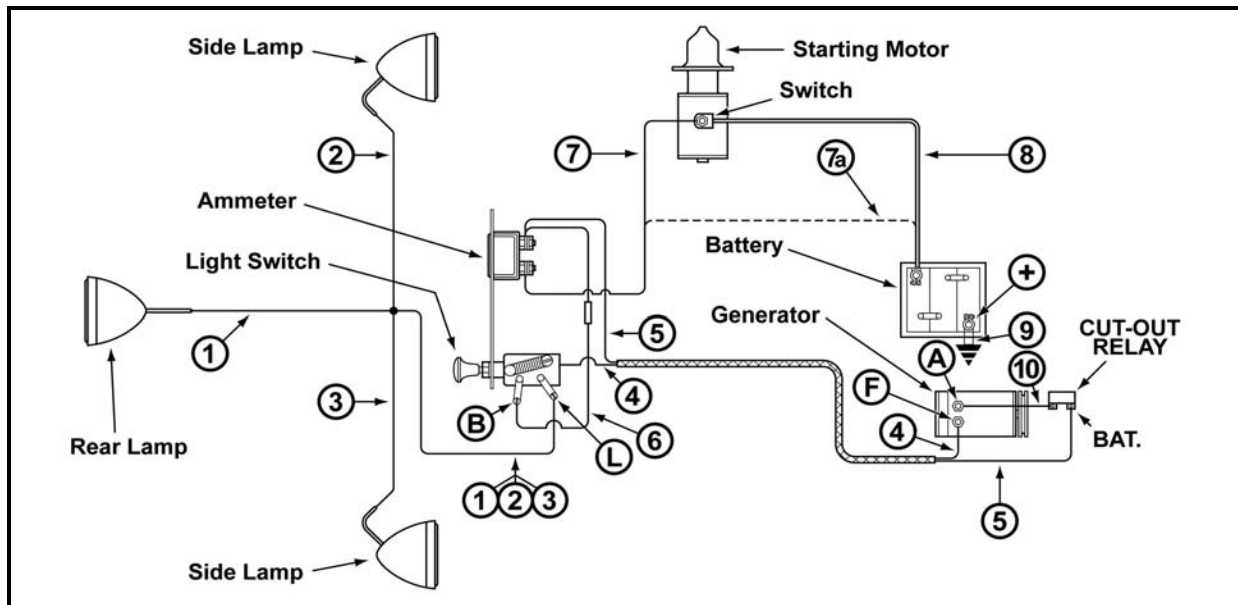 Side Lamp
Starting Motor
Switch
2
7
8
7a
Ammeter
Battery
+
Light Switch
Generator
CUT-OUT
RELAY
5
9
1
A
10
4
F
B
3
6
L
4
BAT.
Rear Lamp
1 2 3
5
Side Lamp